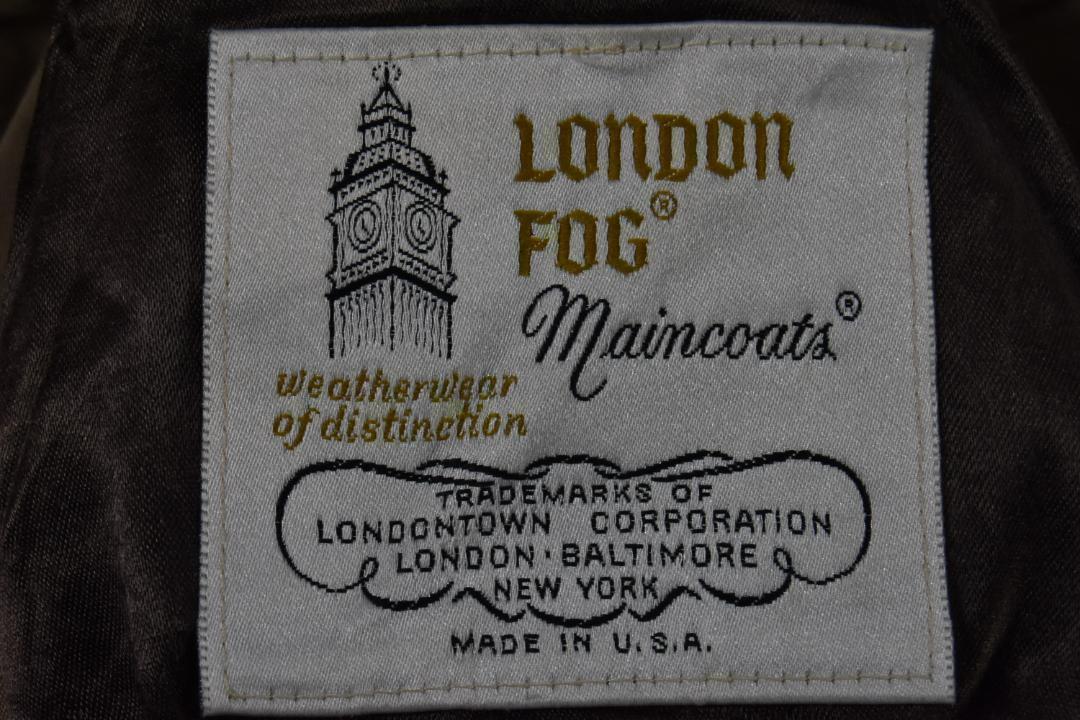 LONDON
FOG®
Maincoats®
weatherwear
of distinction
TRADEMARKS OF
LONDONTOWN CORPORATION
LONDON · BALTIMORE
NEW YORK
MADE IN U.S.A.